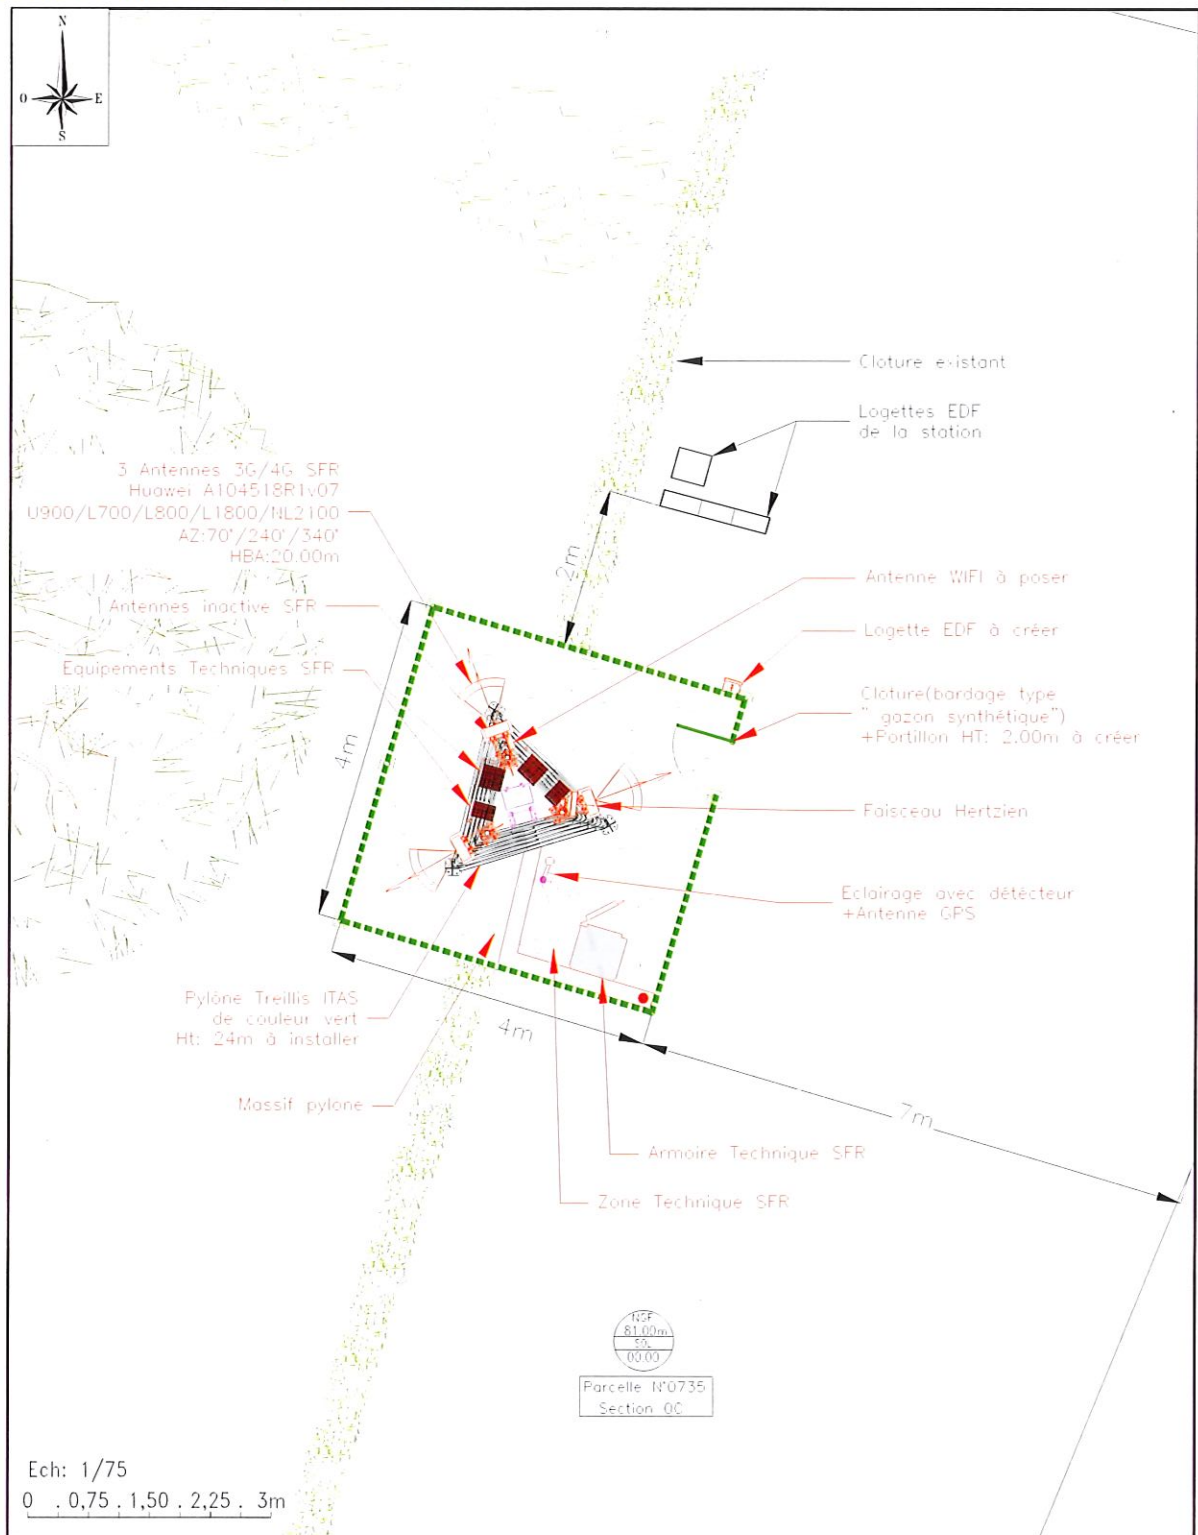 N
O
E
S
Cloture existant
Logettes EDF
de la station
3 Antennes 3G/4G SFR
Huawei A104518R1v07
U900/L700/L800/L1800/NL2100
AZ:70°/240°/340°
HBA:20.00m
2m
Antenne WIFI à poser
Antennes inactive SFR
Logette EDF à créer
Equipements Techniques SFR
Cloture(bardage type
" gazon synthétique")
+Portillon HT: 2.00m à créer
4m
Faisceau Hertzien
Eclairage avec détécteur
+Antenne GPS
Pylône Treillis ITAS
de couleur vert
Ht: 24m à installer
4m
Massif pylone
7m
Armoire Technique SFR
Zone Technique SFR
NGF
81.00m
SOL
00.00
Parcelle N°0735
Section 0C
Ech: 1/75
0 . 0,75 . 1,50 . 2,25 . 3m